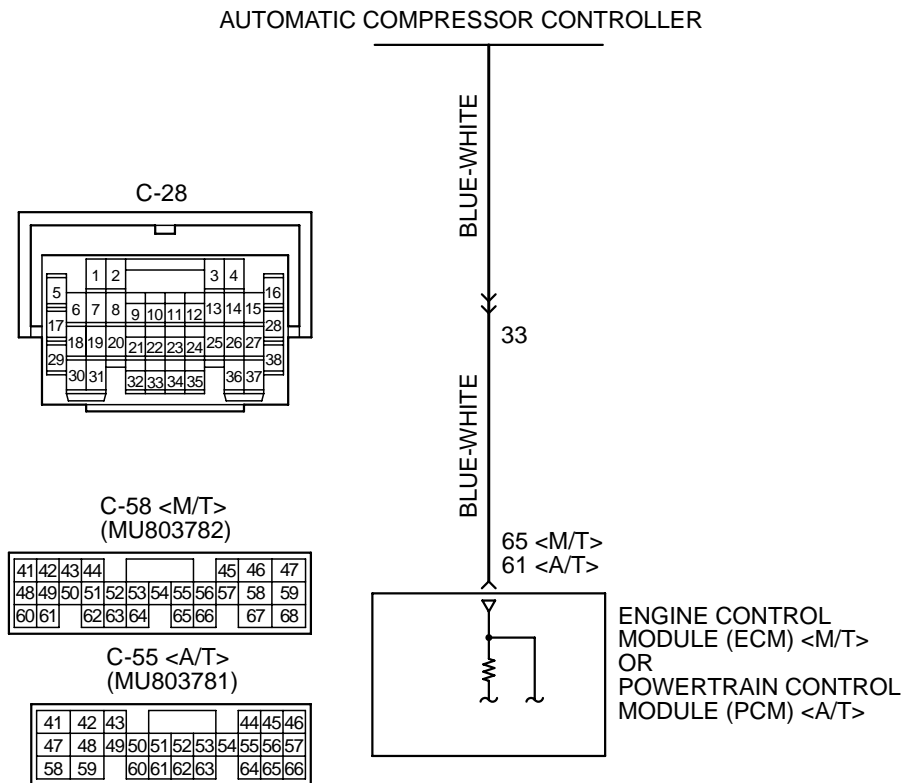 AUTOMATIC COMPRESSOR CONTROLLER
BLUE-WHITE
C-28
1 2 3 4
5 16
6 7 8 9 10 11 12 13 14 15
17 28
18 19 20 21 22 23 24 25 26 27
29 38
30 31 32 33 34 35 36 37
33
BLUE-WHITE
C-58 <M/T>
(MU803782)
41 42 43 44 45 46 47
48 49 50 51 52 53 54 55 56 57 58 59
60 61 62 63 64 65 66 67 68
65 <M/T>
61 <A/T>
ENGINE CONTROL
MODULE (ECM) <M/T>
OR
POWERTRAIN CONTROL
MODULE (PCM) <A/T>
C-55 <A/T>
(MU803781)
41 42 43 44 45 46
47 48 49 50 51 52 53 54 55 56 57
58 59 60 61 62 63 64 65 66